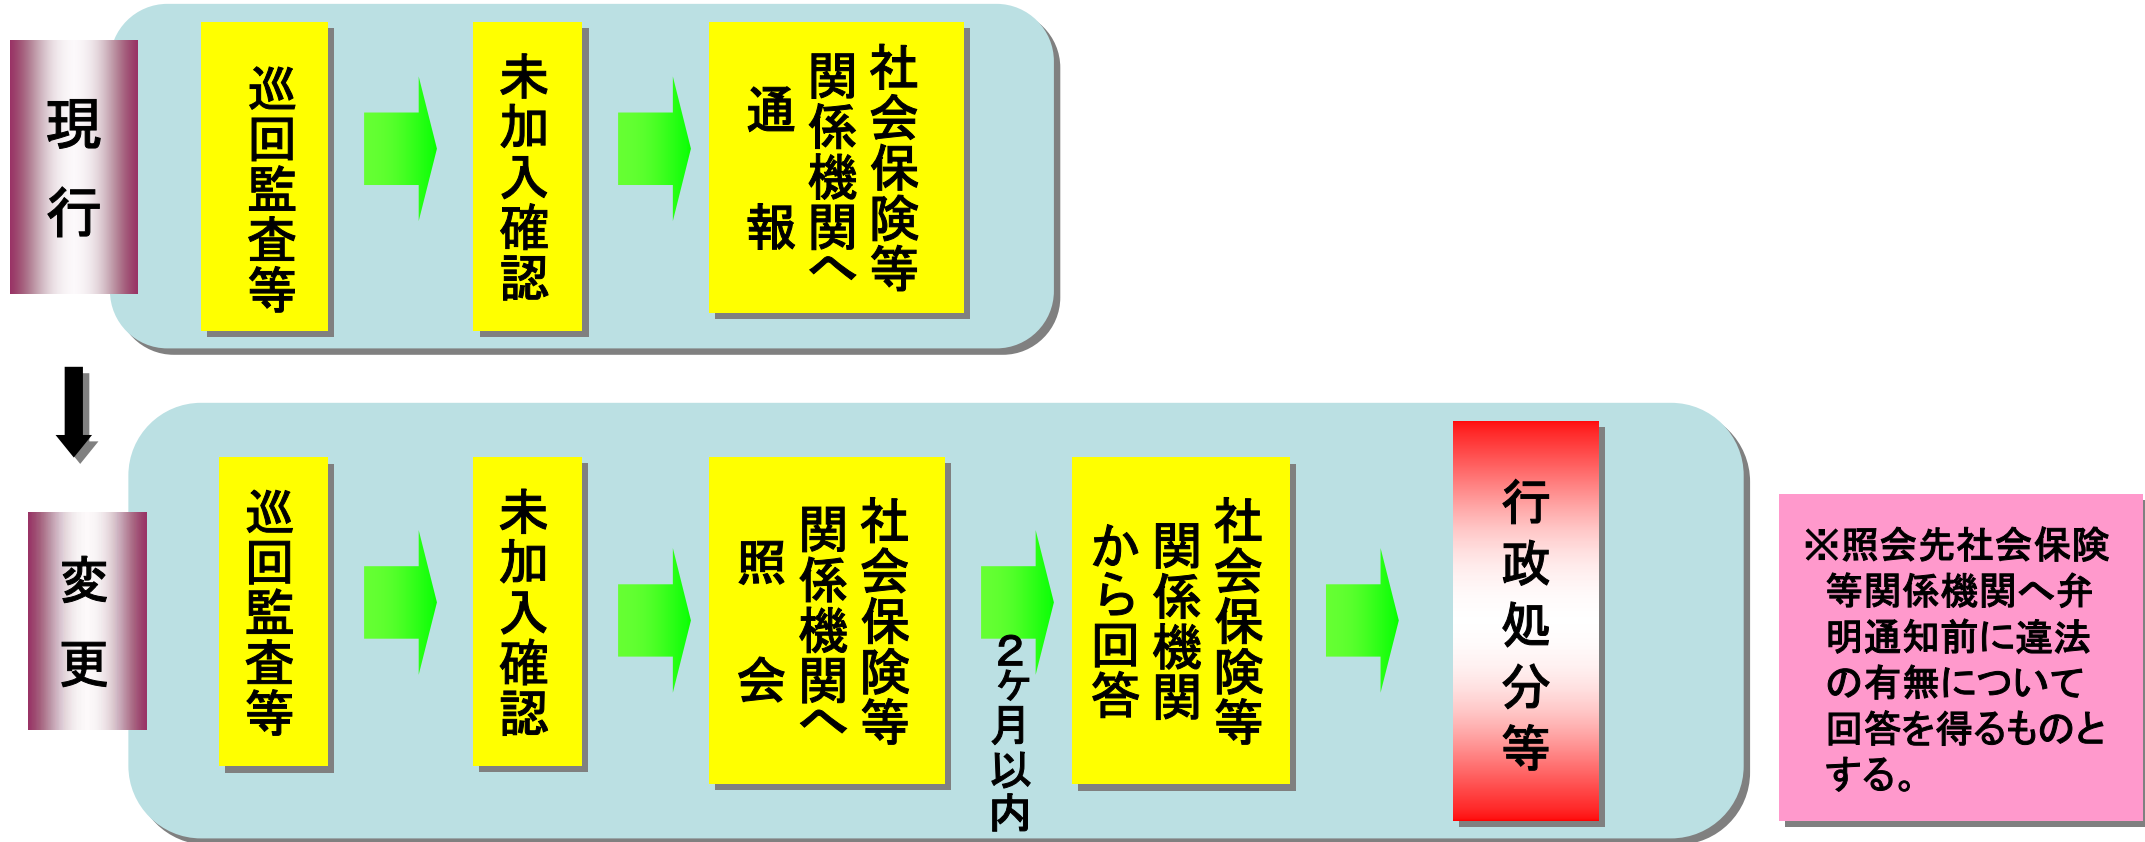 現行
巡回監査等
未加入確認
社会保険等
関係機関へ
通報
変更
巡回監査等
未加入確認
社会保険等
関係機関へ
照会
２ヶ月以内
社会保険等
関係機関
から回答
行政処分等
※照会先社会保険
等関係機関へ弁
明通知前に違法
の有無について
回答を得るものと
する。